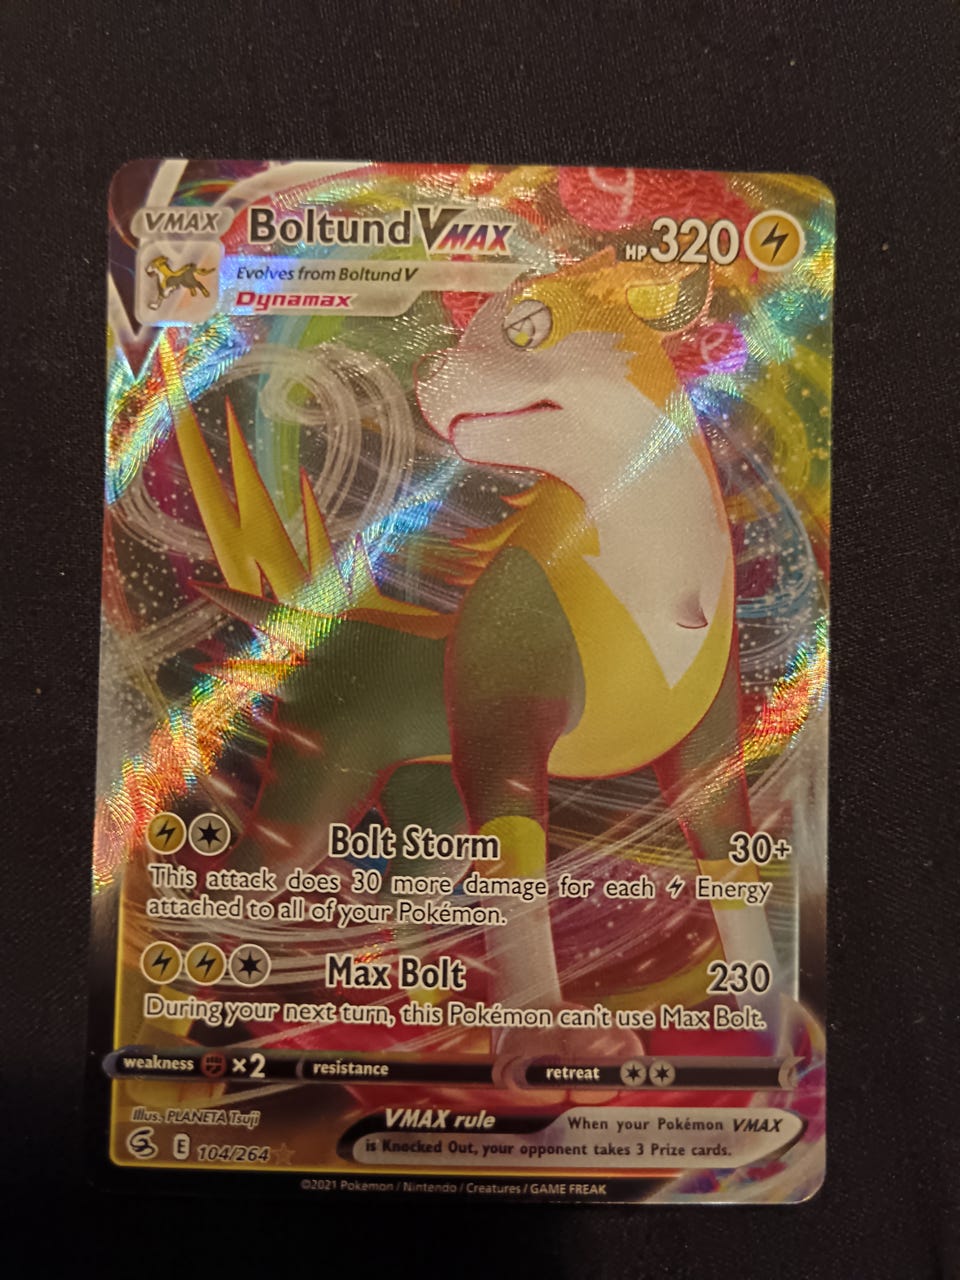 VMAX
Boltund VMAX
HP 320
Evolves from Boltund V
Dynamax
Bolt Storm 30+
This attack does 30 more damage for each Energy
attached to all of your Pokémon.
Max Bolt 230
During your next turn, this Pokémon can't use Max Bolt.
weakness ×2 resistance retreat
Illus. PLANETA Tsuji
E 104/264
VMAX rule When your Pokémon VMAX
is Knocked Out, your opponent takes 3 Prize cards.
©2021 Pokémon / Nintendo / Creatures / GAME FREAK